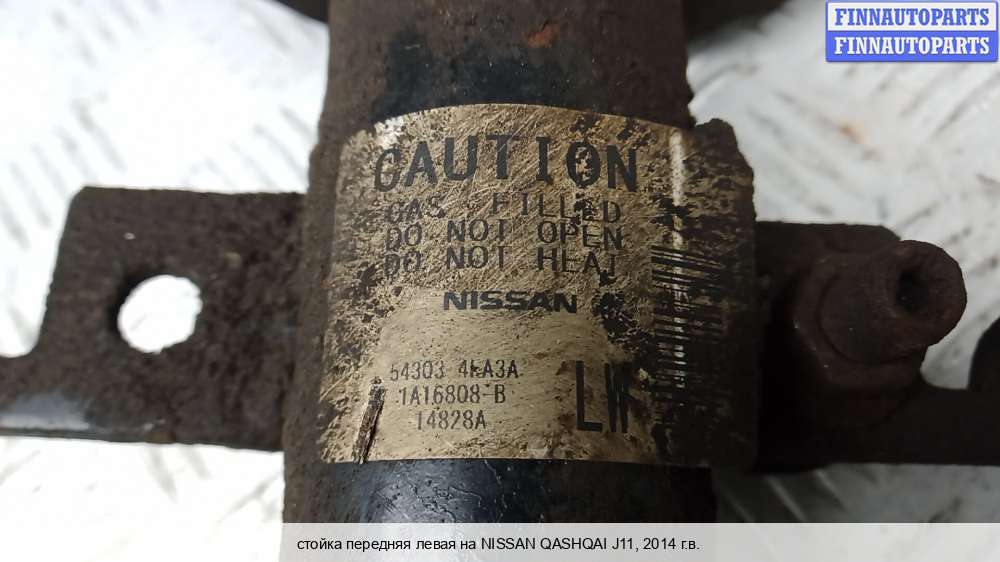 FINNAUTOPARTS
FINNAUTOPARTS
CAUTION
GAS FILLED
DO NOT OPEN
DO NOT HEAT
NISSAN
54303 4EA3A
1A16808-B
14828A
LW
стойка передняя левая на NISSAN QASHQAI J11, 2014 г.в.